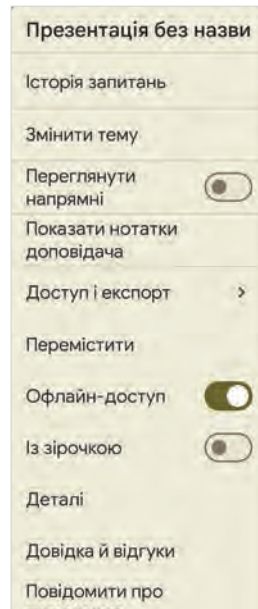 Презентація без назви
Історія запитань
Змінити тему
Переглянути
напрямні
Показати нотатки
доповідача
Доступ і експорт
Перемістити
Офлайн-доступ
Із зірочкою
Деталі
Довідка й відгуки
Повідомити про